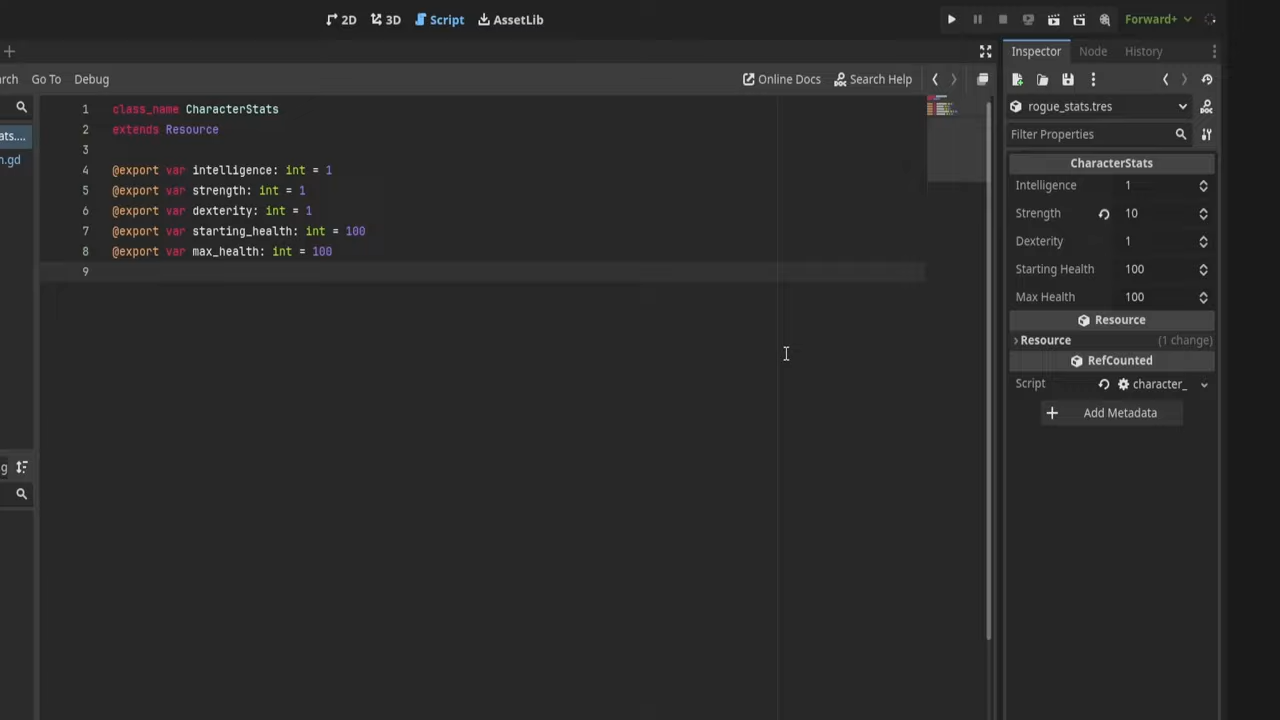 2D 3D Script AssetLib Forward+
Inspector Node History
rch Go To Debug Online Docs Search Help
rogue_stats.tres
Filter Properties
ats....
n.gd
g
1 class_name CharacterStats
2 extends Resource
3
4 @export var intelligence: int = 1
5 @export var strength: int = 1
6 @export var dexterity: int = 1
7 @export var starting_health: int = 100
8 @export var max_health: int = 100
9
CharacterStats
Intelligence 1
Strength 10
Dexterity 1
Starting Health 100
Max Health 100
Resource
Resource (1 change)
RefCounted
Script character_
Add Metadata